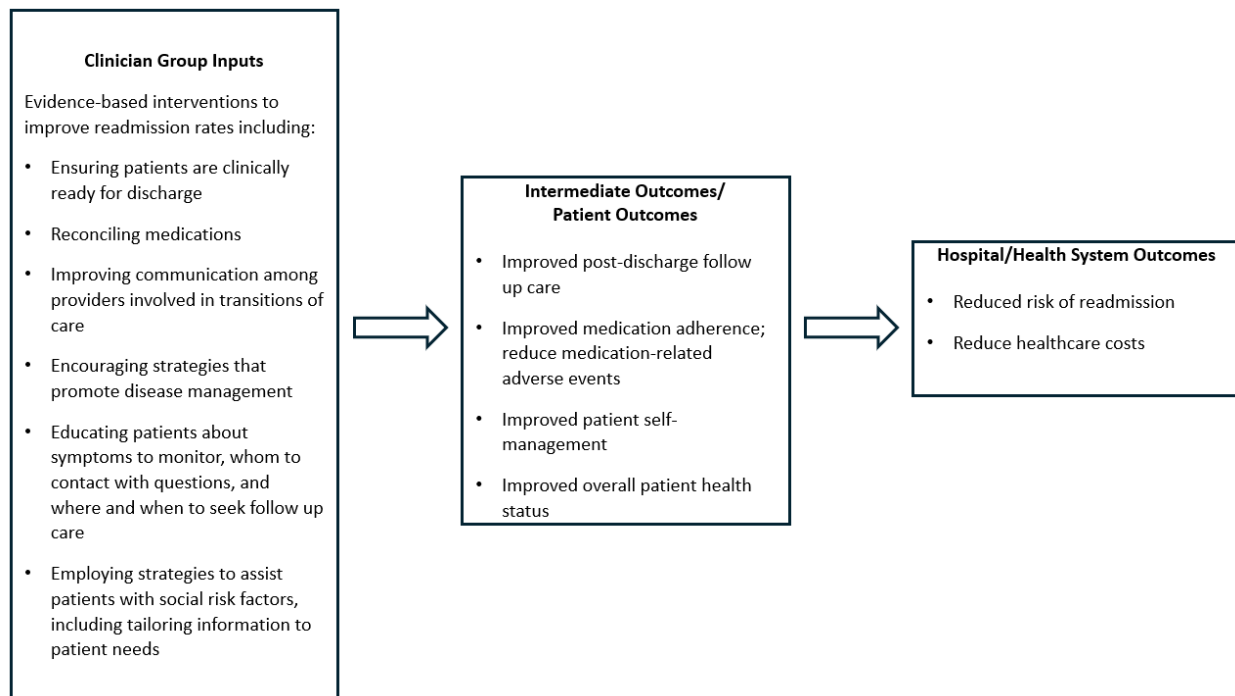 Clinician Group Inputs
Evidence-based interventions to
improve readmission rates including:
• Ensuring patients are clinically
ready for discharge
• Reconciling medications
• Improving communication among
providers involved in transitions of
care
• Encouraging strategies that
promote disease management
• Educating patients about
symptoms to monitor, whom to
contact with questions, and
where and when to seek follow up
care
• Employing strategies to assist
patients with social risk factors,
including tailoring information to
patient needs
Intermediate Outcomes/
Patient Outcomes
• Improved post-discharge follow
up care
• Improved medication adherence;
reduce medication-related
adverse events
• Improved patient self-
management
• Improved overall patient health
status
Hospital/Health System Outcomes
• Reduced risk of readmission
• Reduce healthcare costs